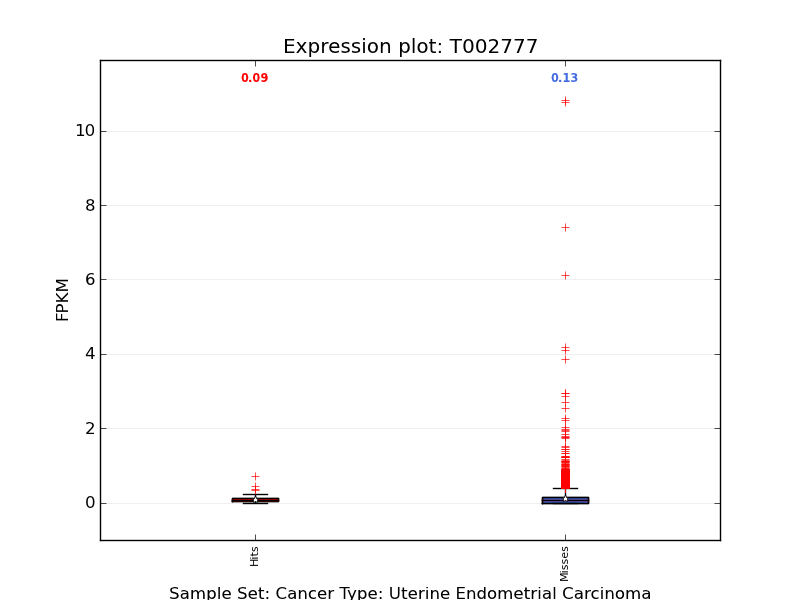 Expression plot: T002777
0.09
0.13
10
8
6
4
2
0
FPKM
Hits
Misses
Sample Set: Cancer Type: Uterine Endometrial Carcinoma